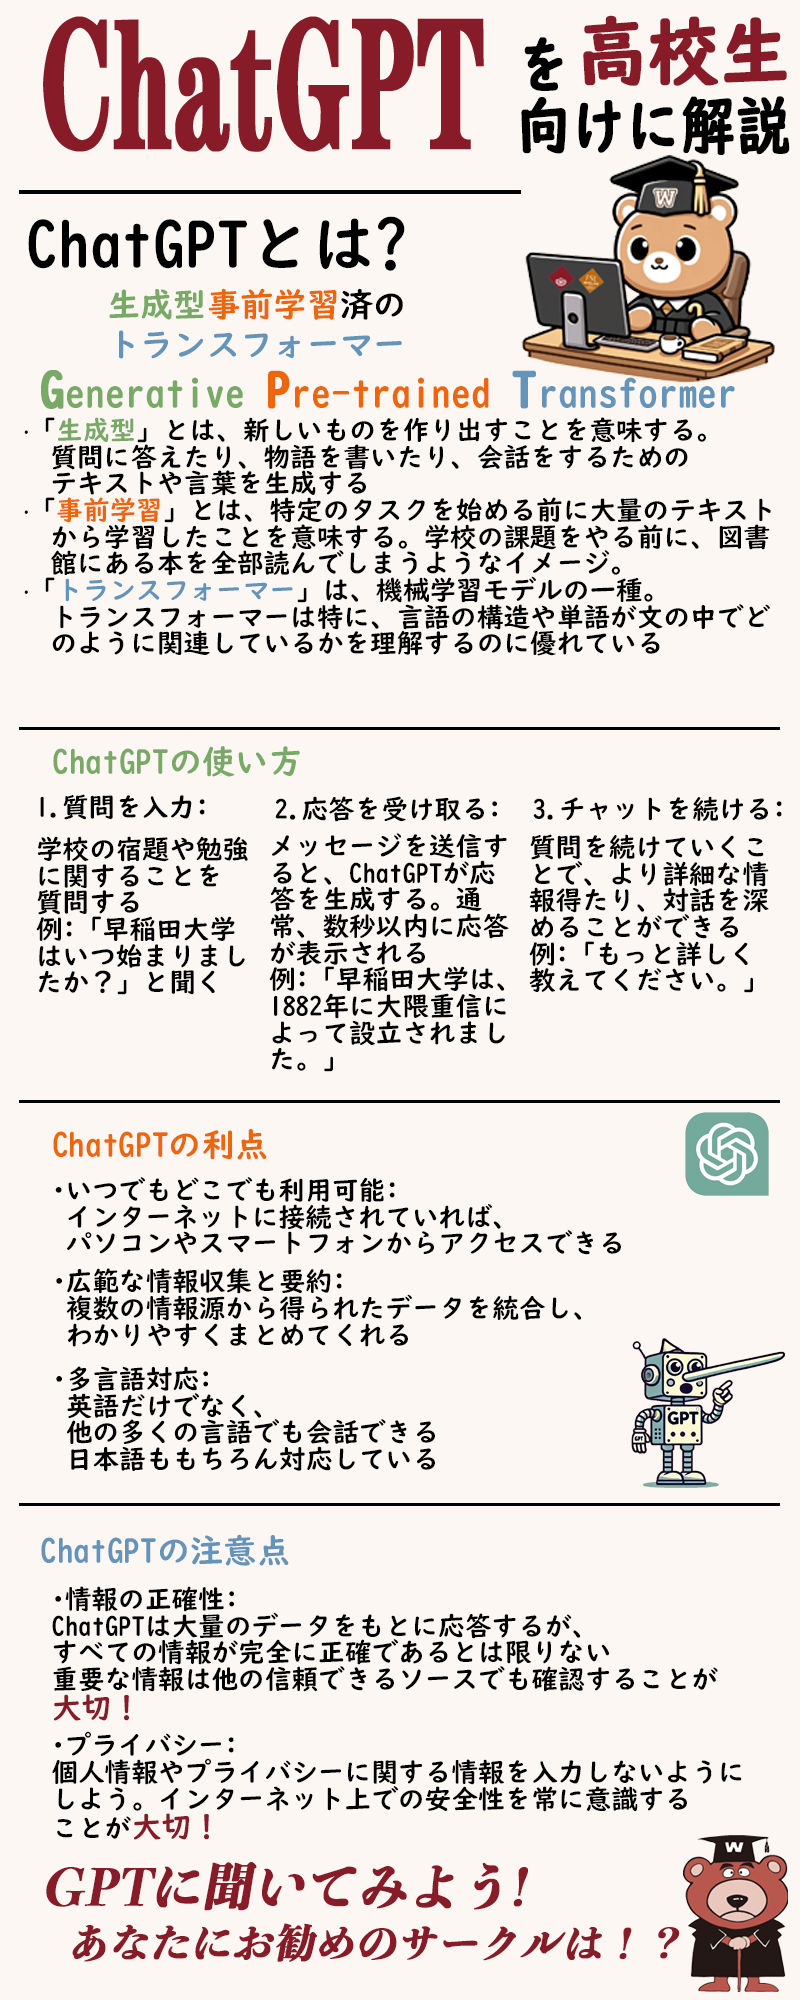 ChatGPT を高校生
向けに解説
W
ChatGPTとは?
生成型事前学習済の
トランスフォーマー
Generative Pre-trained Transformer
・「生成型」とは、新しいものを作り出すことを意味する。
質問に答えたり、物語を書いたり、会話をするための
テキストや言葉を生成する
・「事前学習」とは、特定のタスクを始める前に大量のテキスト
から学習したことを意味する。学校の課題をやる前に、図書
館にある本を全部読んでしまうようなイメージ。
・「トランスフォーマー」は、機械学習モデルの一種。
トランスフォーマーは特に、言語の構造や単語が文の中でど
のように関連しているかを理解するのに優れている
ChatGPTの使い方
1.質問を入力:
学校の宿題や勉強
に関することを
質問する
例:「早稲田大学
はいつ始まりまし
たか？」と聞く
2.応答を受け取る:
メッセージを送信す
ると、ChatGPTが応
答を生成する。通
常、数秒以内に応答
が表示される
例:「早稲田大学は、
1882年に大隈重信に
よって設立されまし
た。」
3.チャットを続ける:
質問を続けていくこ
とで、より詳細な情
報得たり、対話を深
めることができる
例:「もっと詳しく
教えてください。」
ChatGPTの利点
・いつでもどこでも利用可能:
インターネットに接続されていれば、
パソコンやスマートフォンからアクセスできる
・広範な情報収集と要約:
複数の情報源から得られたデータを統合し、
わかりやすくまとめてくれる
・多言語対応:
英語だけでなく、
他の多くの言語でも会話できる
日本語ももちろん対応している
GPT
GPT
ChatGPTの注意点
・情報の正確性:
ChatGPTは大量のデータをもとに応答するが、
すべての情報が完全に正確であるとは限りない
重要な情報は他の信頼できるソースでも確認することが
大切！
・プライバシー:
個人情報やプライバシーに関する情報を入力しないように
しよう。インターネット上での安全性を常に意識する
ことが大切！
W
GPTに聞いてみよう!
あなたにお勧めのサークルは！？